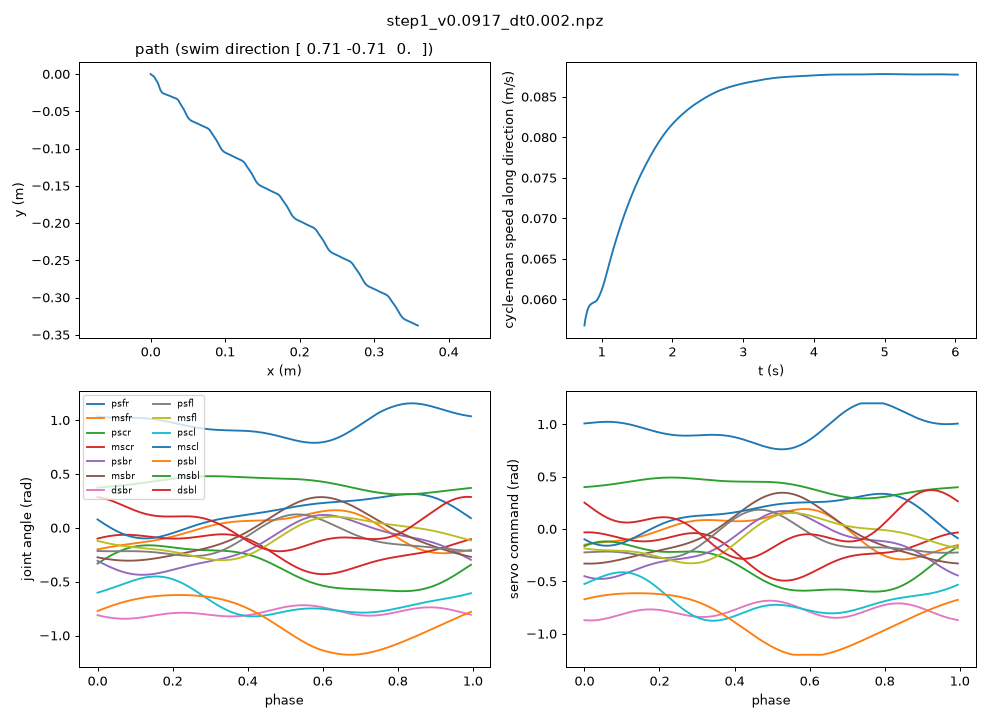 step1_v0.0917_dt0.002.npz
path (swim direction [ 0.71 -0.71  0.  ])
0.00
−0.05
−0.10
−0.15
−0.20
−0.25
−0.30
−0.35
y (m)
0.0
0.1
0.2
0.3
0.4
x (m)
cycle-mean speed along direction (m/s)
0.085
0.080
0.075
0.070
0.065
0.060
1
2
3
4
5
6
t (s)
joint angle (rad)
1.0
0.5
0.0
−0.5
−1.0
psfr
msfr
pscr
mscr
psbr
msbr
dsbr
psfl
msfl
pscl
mscl
psbl
msbl
dsbl
0.0
0.2
0.4
0.6
0.8
1.0
phase
servo command (rad)
1.0
0.5
0.0
−0.5
−1.0
0.0
0.2
0.4
0.6
0.8
1.0
phase